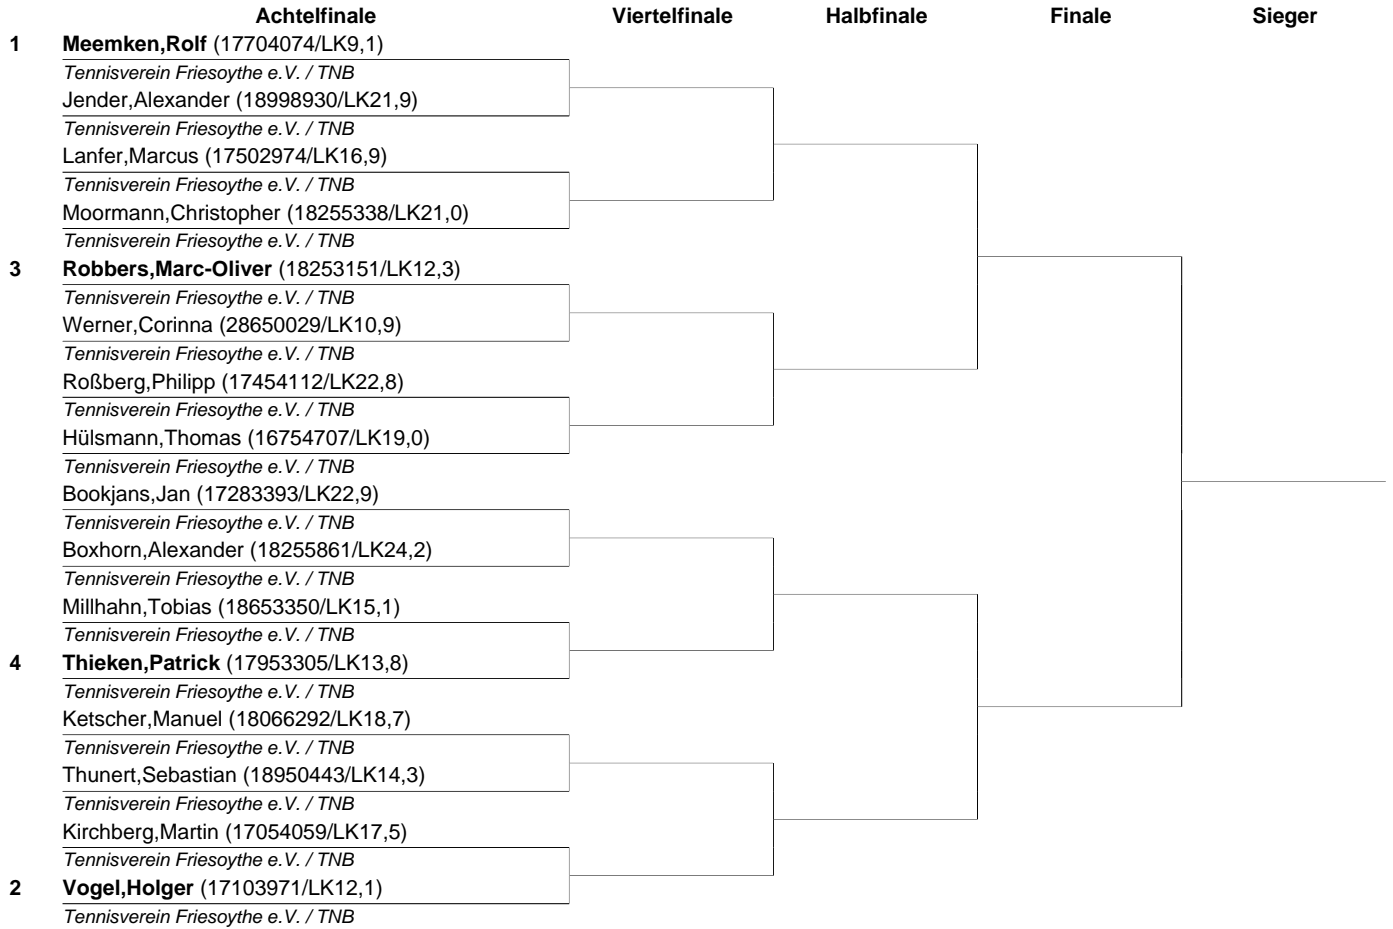 Achtelfinale Viertelfinale Halbfinale Finale Sieger
1 Meemken,Rolf (17704074/LK9,1)
Tennisverein Friesoythe e.V. / TNB
Jender,Alexander (18998930/LK21,9)
Tennisverein Friesoythe e.V. / TNB
Lanfer,Marcus (17502974/LK16,9)
Tennisverein Friesoythe e.V. / TNB
Moormann,Christopher (18255338/LK21,0)
Tennisverein Friesoythe e.V. / TNB
3 Robbers,Marc-Oliver (18253151/LK12,3)
Tennisverein Friesoythe e.V. / TNB
Werner,Corinna (28650029/LK10,9)
Tennisverein Friesoythe e.V. / TNB
Roßberg,Philipp (17454112/LK22,8)
Tennisverein Friesoythe e.V. / TNB
Hülsmann,Thomas (16754707/LK19,0)
Tennisverein Friesoythe e.V. / TNB
Bookjans,Jan (17283393/LK22,9)
Tennisverein Friesoythe e.V. / TNB
Boxhorn,Alexander (18255861/LK24,2)
Tennisverein Friesoythe e.V. / TNB
Millhahn,Tobias (18653350/LK15,1)
Tennisverein Friesoythe e.V. / TNB
4 Thieken,Patrick (17953305/LK13,8)
Tennisverein Friesoythe e.V. / TNB
Ketscher,Manuel (18066292/LK18,7)
Tennisverein Friesoythe e.V. / TNB
Thunert,Sebastian (18950443/LK14,3)
Tennisverein Friesoythe e.V. / TNB
Kirchberg,Martin (17054059/LK17,5)
Tennisverein Friesoythe e.V. / TNB
2 Vogel,Holger (17103971/LK12,1)
Tennisverein Friesoythe e.V. / TNB